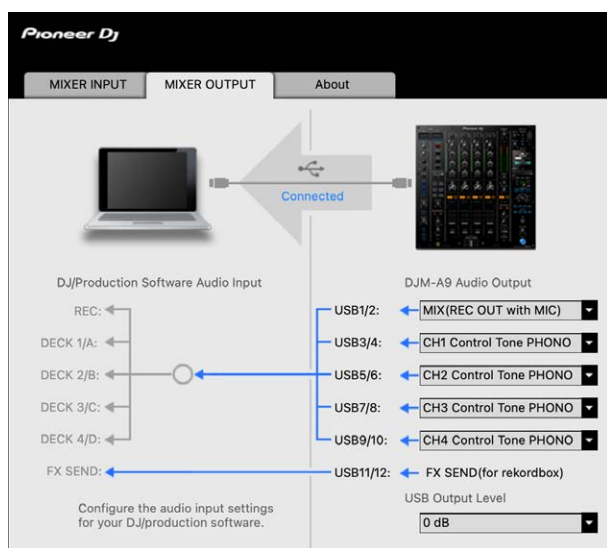 Pioneer Dj
MIXER INPUT MIXER OUTPUT About
Connected
DJ/Production Software Audio Input
DJM-A9 Audio Output
REC:
USB1/2: MIX(REC OUT with MIC)
DECK 1/A:
USB3/4: CH1 Control Tone PHONO
DECK 2/B:
USB5/6: CH2 Control Tone PHONO
DECK 3/C:
USB7/8: CH3 Control Tone PHONO
DECK 4/D:
USB9/10: CH4 Control Tone PHONO
FX SEND:
USB11/12: FX SEND(for rekordbox)
Configure the audio input settings
for your DJ/production software.
USB Output Level
0 dB